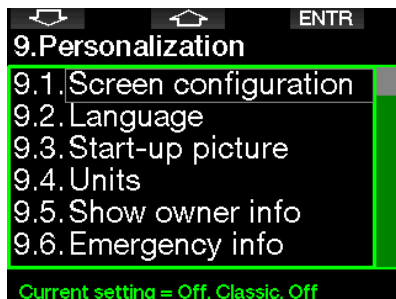 ENTR
9.Personalization
9.1.Screen configuration
9.2.Language
9.3.Start-up picture
9.4.Units
9.5.Show owner info
9.6.Emergency info
Current setting = Off, Classic, Off